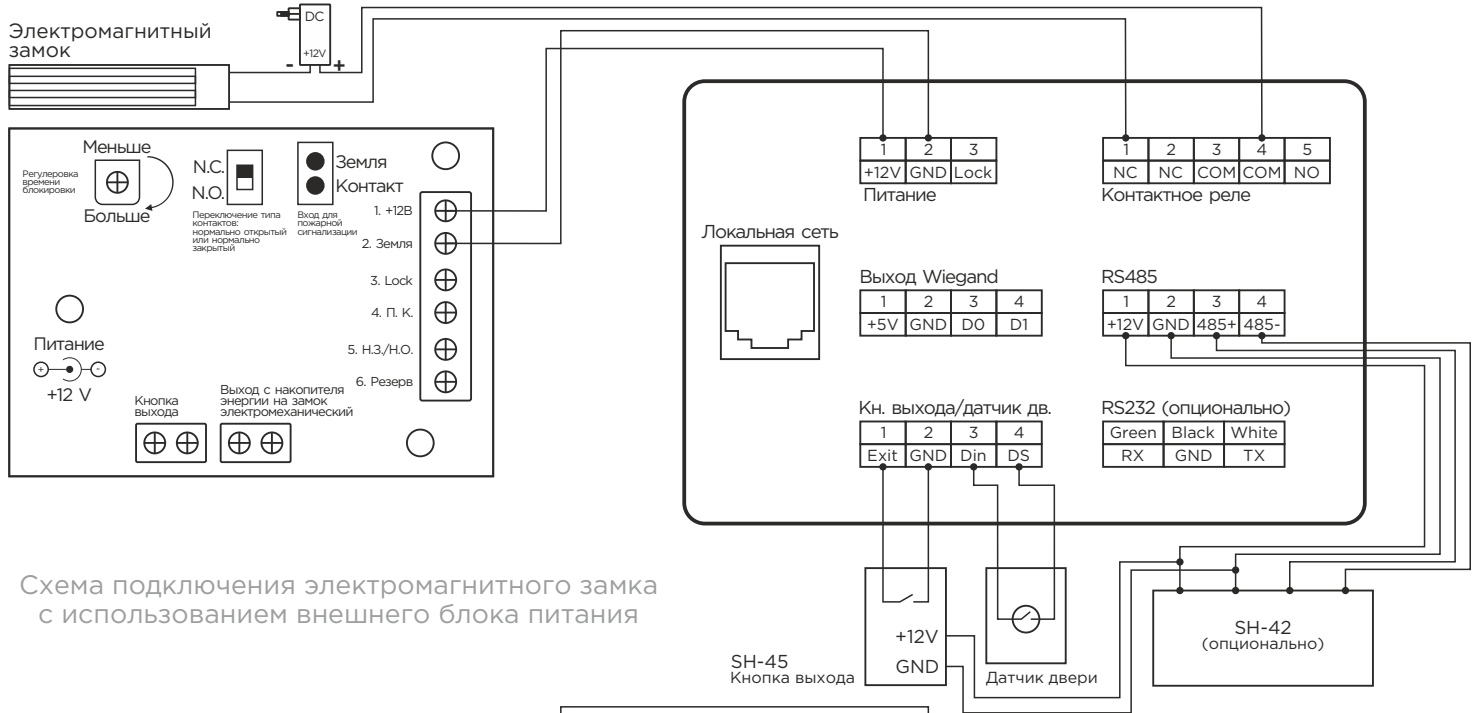 Электромагнитный
замок
DC
+12V
- +
Меньше
Регулеровка
времени
блокировки
Больше
N.C.
N.O.
Переключение типа
контактов:
нормально открытый
или нормально
закрытый
Земля
Контакт
Вход для
пожарной
сигнализации
1. +12В
2. Земля
3. Lock
4. П. К.
5. Н.З./Н.О.
6. Резерв
Питание
+ -
+12 V
Кнопка
выхода
Выход с накопителя
энергии на замок
электромеханический
1 2 3
+12V GND Lock
Питание
1 2 3 4 5
NC NC COM COM NO
Контактное реле
Локальная сеть
Выход Wiegand
1 2 3 4
+5V GND D0 D1
RS485
1 2 3 4
+12V GND 485+ 485-
Кн. выхода/датчик дв.
1 2 3 4
Exit GND Din DS
RS232 (опционально)
Green Black White
RX GND TX
Схема подключения электромагнитного замка
с использованием внешнего блока питания
+12V
GND
SH-45
Кнопка выхода
Датчик двери
SH-42
(опционально)